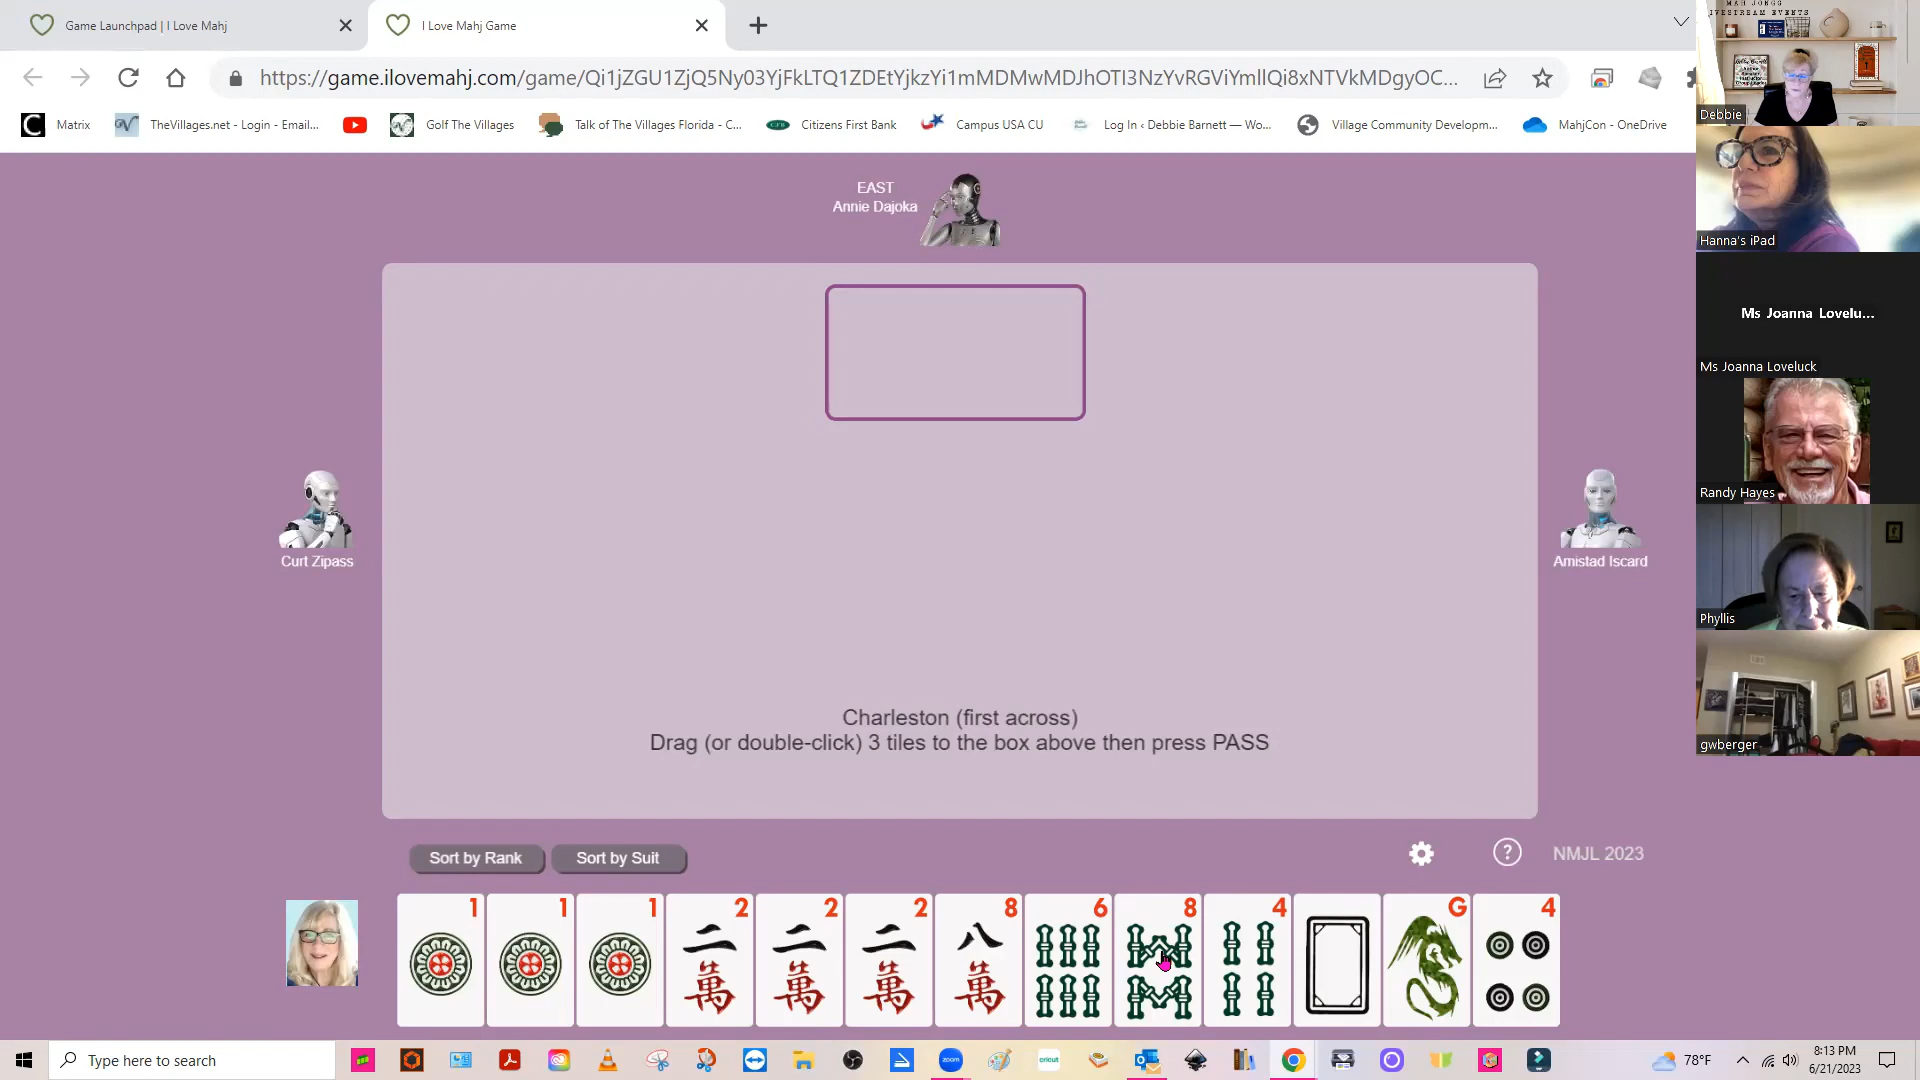 Game Launchpad | I Love Mahj
I Love Mahj Game
https://game.ilovemahj.com/game/Qi1jZGU1ZjQ5Ny03YjFkLTQ1ZDEtYjkzYi1mMDMwMDJhOTI3NzYvRGViYmllQi8xNTVkMDgyOC...
Matrix
TheVillages.net - Login - Email...
Golf The Villages
Talk of The Villages Florida - C...
Citizens First Bank
Campus USA CU
Log In ‹ Debbie Barnett — Wo...
Village Community Developm...
MahjCon - OneDrive
MAH JONGG
LIVESTREAM EVENTS
Debbie
Hanna's iPad
Ms Joanna Lovelu...
Ms Joanna Loveluck
Randy Hayes
Phyllis
gwberger
EAST
Annie Dajoka
Curt Zipass
Amistad Iscard
Charleston (first across)
Drag (or double-click) 3 tiles to the box above then press PASS
Sort by Rank
Sort by Suit
?
NMJL 2023
1
1
1
2
二萬
2
二萬
2
二萬
8
八萬
6
8
4
G
4
Type here to search
zoom
cricut
78°F
8:13 PM
6/21/2023